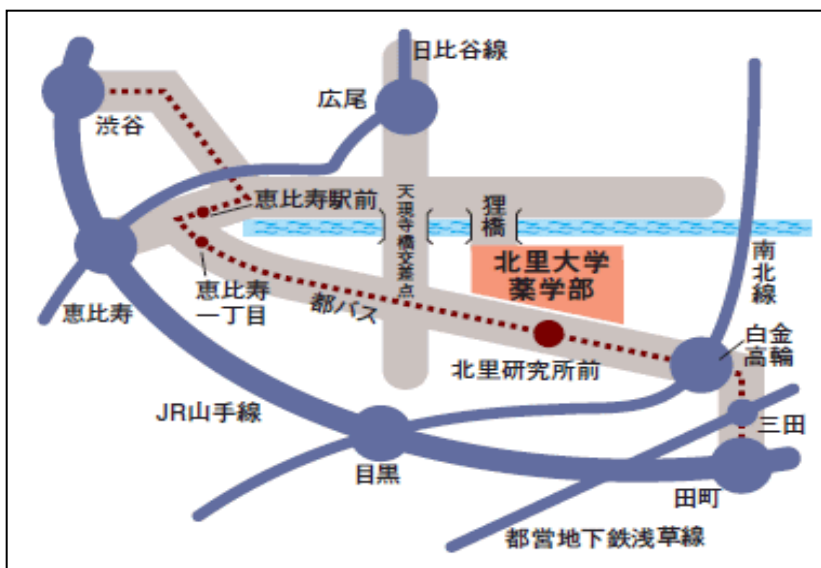 日比谷線
広尾
渋谷
恵比寿駅前
天現寺橋交差点
狸橋
北里大学
薬学部
南北線
恵比寿
恵比寿
一丁目
都バス
白金
高輪
北里研究所前
JR山手線
三田
目黒
田町
都営地下鉄浅草線